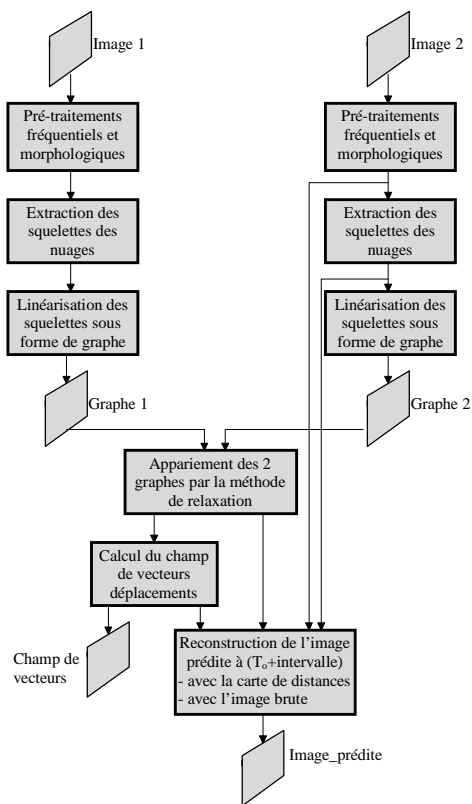 Image 1
Image 2
Pré-traitements
fréquentiels et
morphologiques
Pré-traitements
fréquentiels et
morphologiques
Extraction des
squelettes des
nuages
Extraction des
squelettes des
nuages
Linéarisation des
squelettes sous
forme de graphe
Linéarisation des
squelettes sous
forme de graphe
Graphe 1
Graphe 2
Appariement des 2
graphes par la méthode
de relaxation
Calcul du champ
de vecteurs
déplacements
Champ de
vecteurs
Reconstruction de l’image
prédite à (Tₒ+intervalle)
- avec la carte de distances
- avec l’image brute
Image_prédite